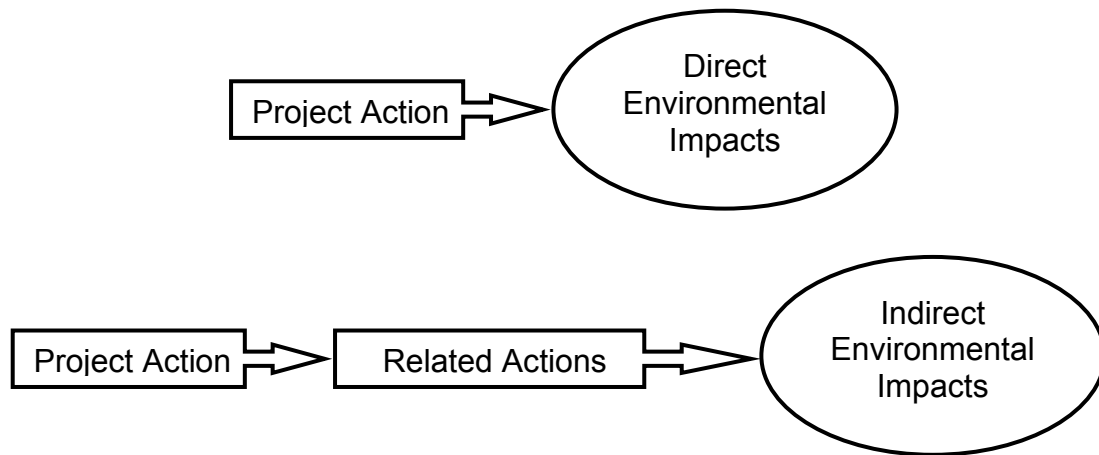 Direct
Environmental
Impacts
Project Action
Indirect
Environmental
Impacts
Project Action
Related Actions